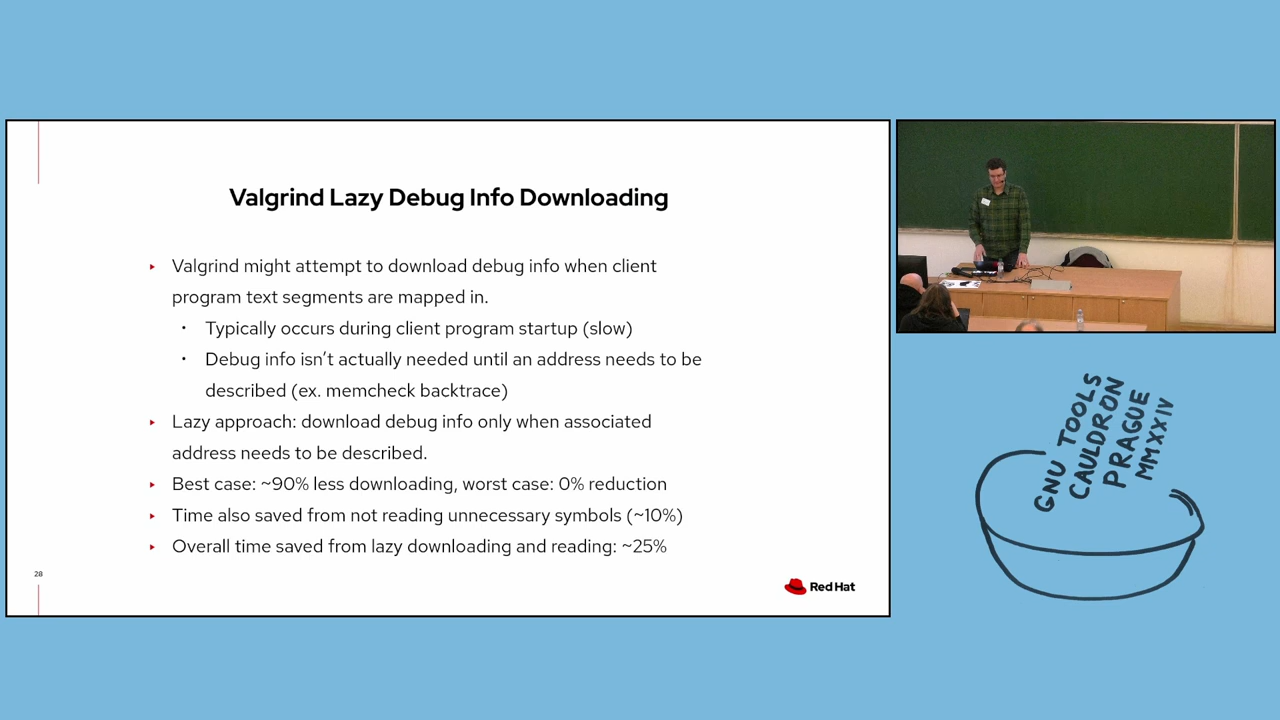 Valgrind Lazy Debug Info Downloading
▸ Valgrind might attempt to download debug info when client
program text segments are mapped in.
• Typically occurs during client program startup (slow)
• Debug info isn't actually needed until an address needs to be
described (ex. memcheck backtrace)
▸ Lazy approach: download debug info only when associated
address needs to be described.
▸ Best case: ~90% less downloading, worst case: 0% reduction
▸ Time also saved from not reading unnecessary symbols (~10%)
▸ Overall time saved from lazy downloading and reading: ~25%
28
Red Hat
GNU TOOLS
CAULDRON
PRAGUE
MMXXIV